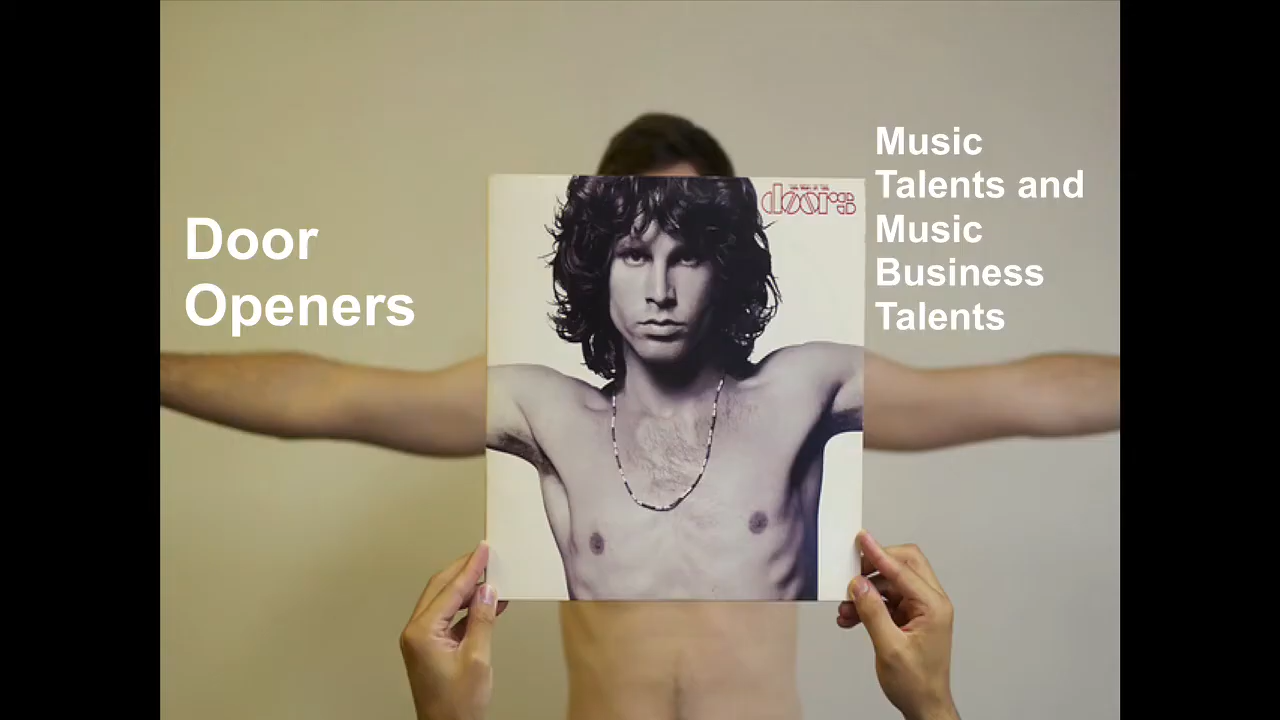 Door
Openers
Music
Talents and
Music
Business
Talents
doors